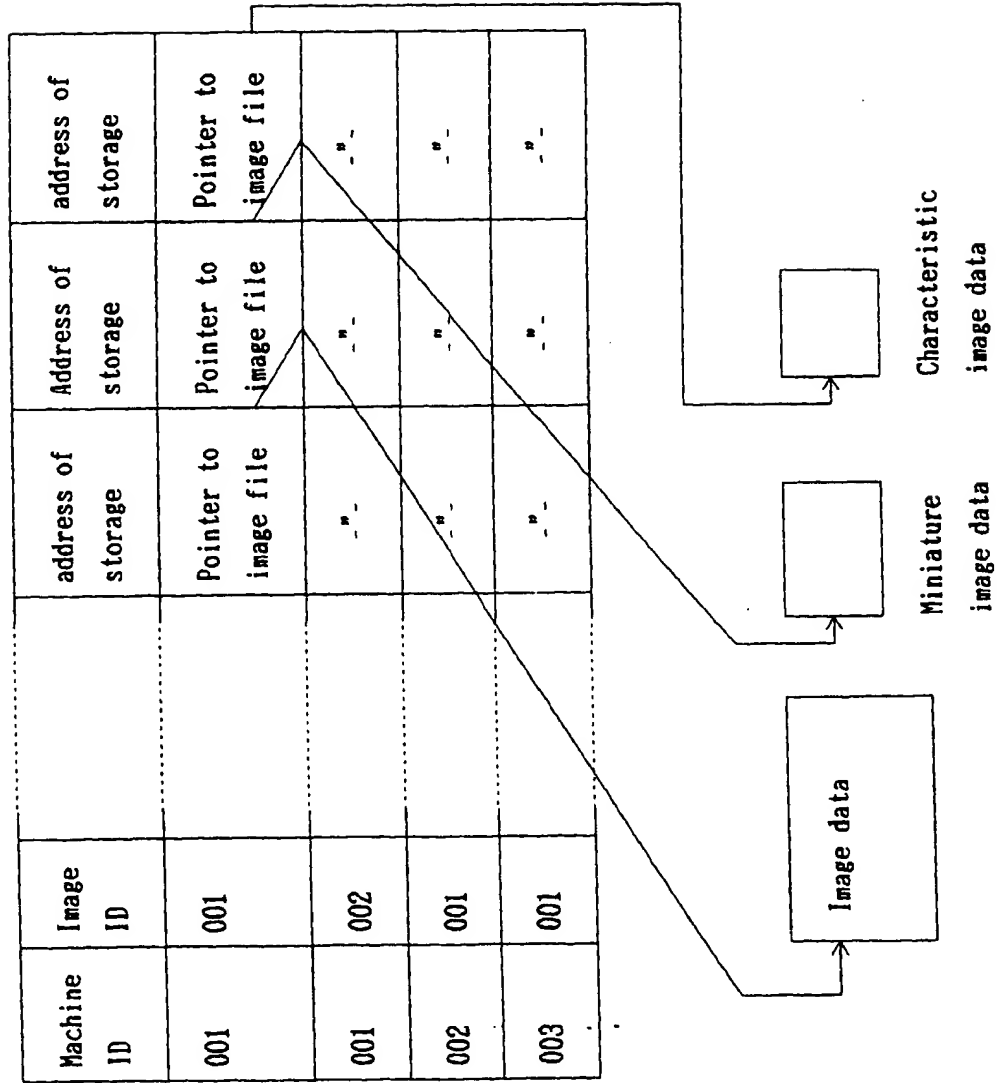 Machine
ID
Image
ID
address of
storage
Address of
storage
address of
storage
001
001
Pointer to
image file
Pointer to
image file
Pointer to
image file
001
002
-"-
-"-
-"-
002
001
-"-
-"-
-"-
003
001
-"-
-"-
-"-
Image data
Miniature
image data
Characteristic
image data